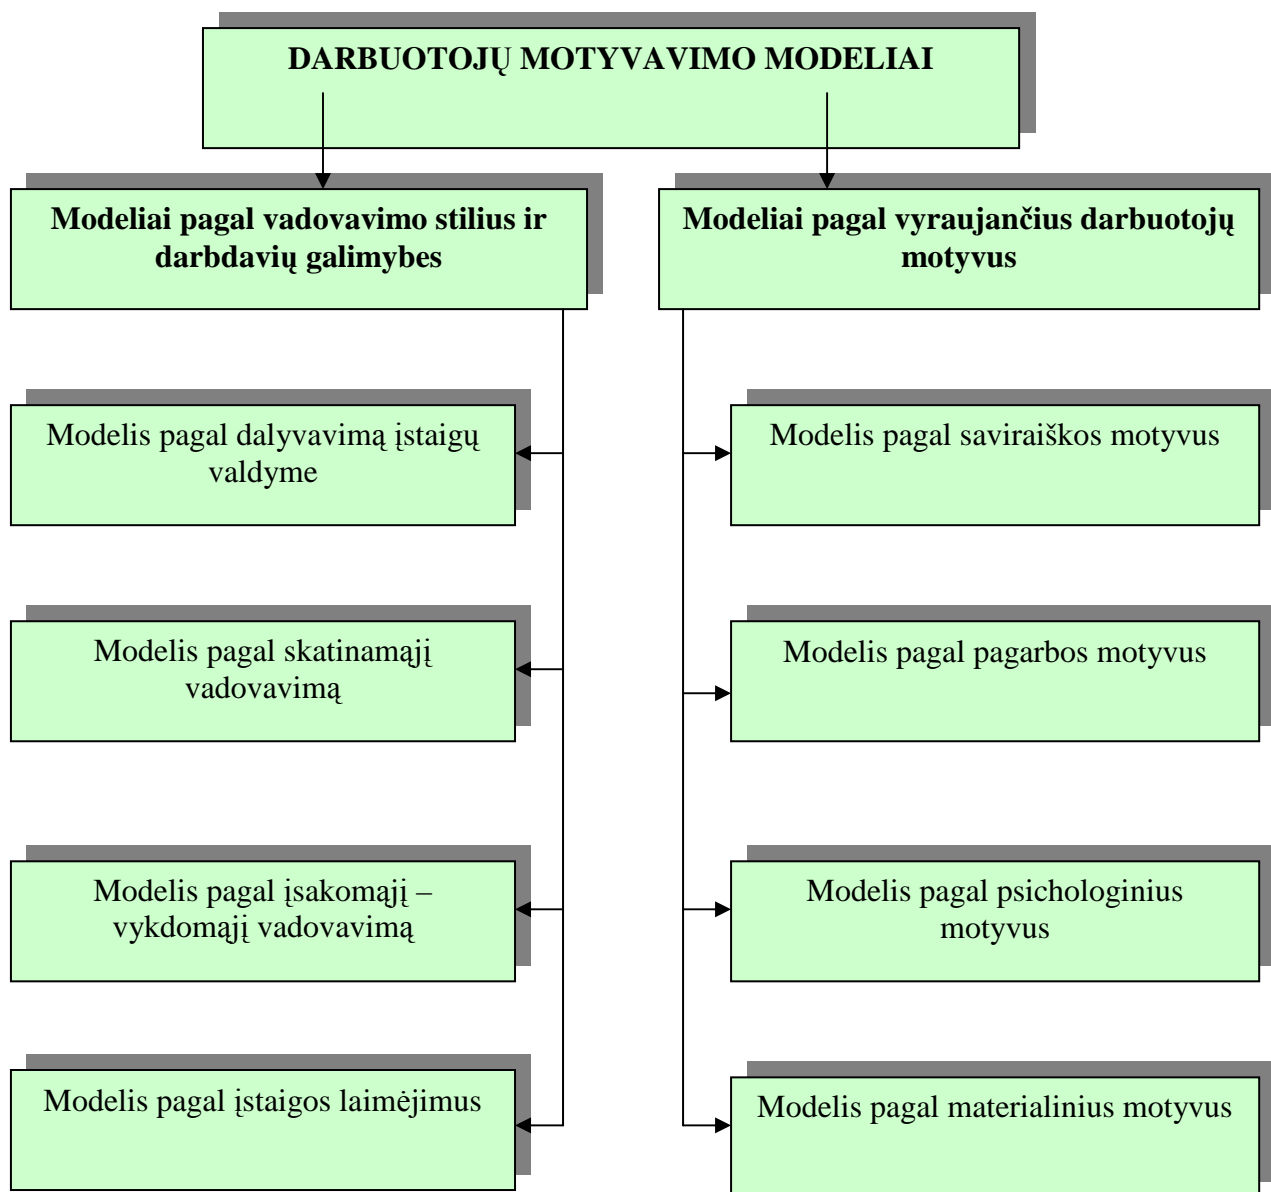 DARBUOTOJŲ MOTYVAVIMO MODELIAI
Modeliai pagal vadovavimo stilius ir
darbdavių galimybes
Modeliai pagal vyraujančius darbuotojų
motyvus
Modelis pagal dalyvavimą įstaigų
valdyme
Modelis pagal saviraiškos motyvus
Modelis pagal skatinamąjį
vadovavimą
Modelis pagal pagarbos motyvus
Modelis pagal įsakomąjį –
vykdomąjį vadovavimą
Modelis pagal psichologinius
motyvus
Modelis pagal įstaigos laimėjimus
Modelis pagal materialinius motyvus